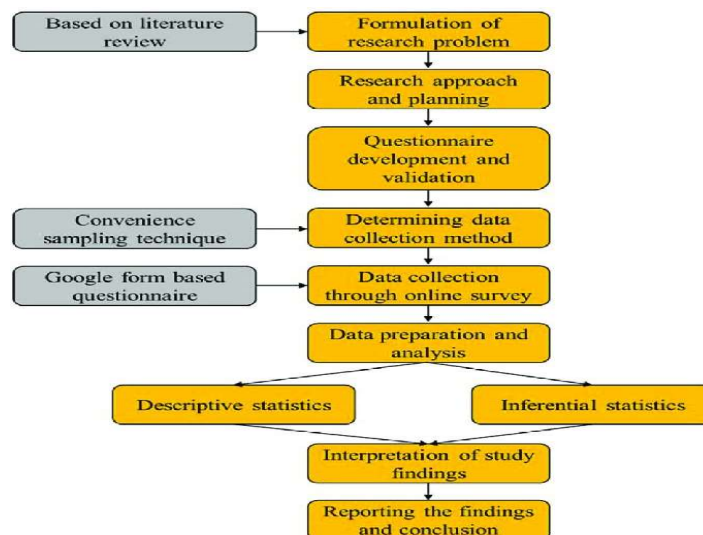 Based on literature
review
Formulation of
research problem
Research approach
and planning
Questionnaire
development and
validation
Convenience
sampling technique
Determining data
collection method
Google form based
questionnaire
Data collection
through online survey
Data preparation and
analysis
Descriptive statistics
Inferential statistics
Interpretation of study
findings
Reporting the findings
and conclusion